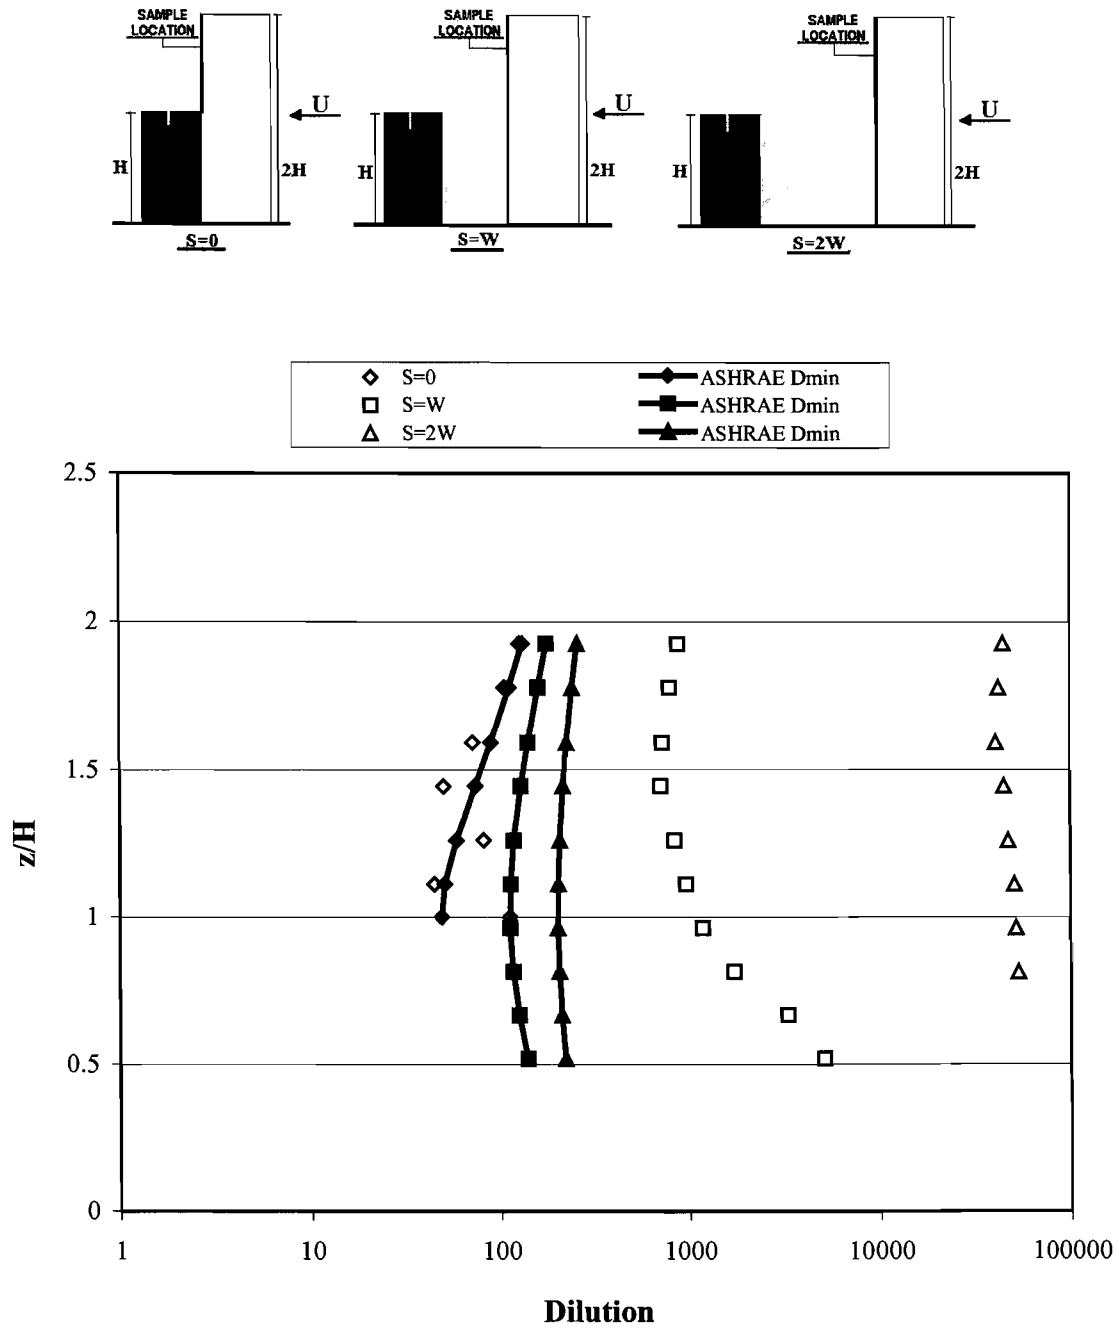 SAMPLE
LOCATION
U
H
2H
S=0
SAMPLE
LOCATION
U
H
2H
S=W
SAMPLE
LOCATION
U
H
2H
S=2W
S=0 ASHRAE Dmin
S=W ASHRAE Dmin
S=2W ASHRAE Dmin
2.5
2
1.5
1
0.5
0
z/H
1 10 100 1000 10000 100000
Dilution